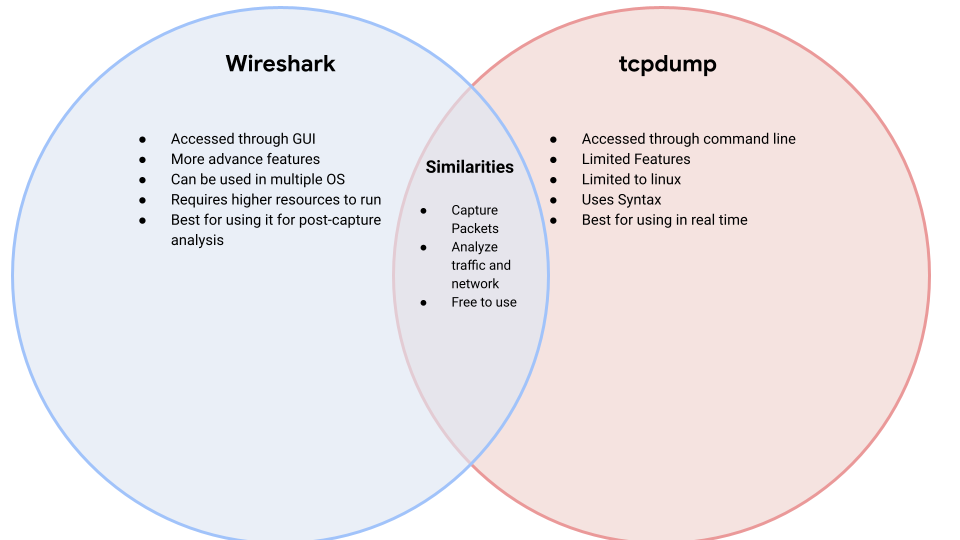 Wireshark
● Accessed through GUI
● More advance features
● Can be used in multiple OS
● Requires higher resources to run
● Best for using it for post-capture
analysis
Similarities
● Capture
Packets
● Analyze
traffic and
network
● Free to use
tcpdump
● Accessed through command line
● Limited Features
● Limited to linux
● Uses Syntax
● Best for using in real time